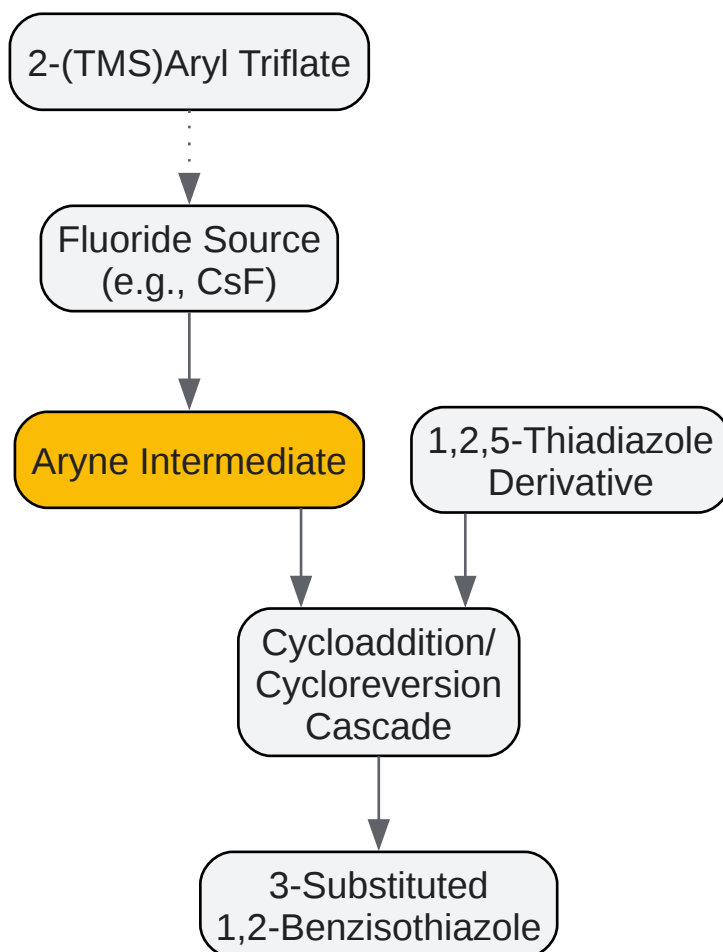 2-(TMS)Aryl Triflate
Fluoride Source
(e.g., CsF)
Aryne Intermediate
1,2,5-Thiadiazole
Derivative
Cycloaddition/
Cycloreversion
Cascade
3-Substituted
1,2-Benzisothiazole